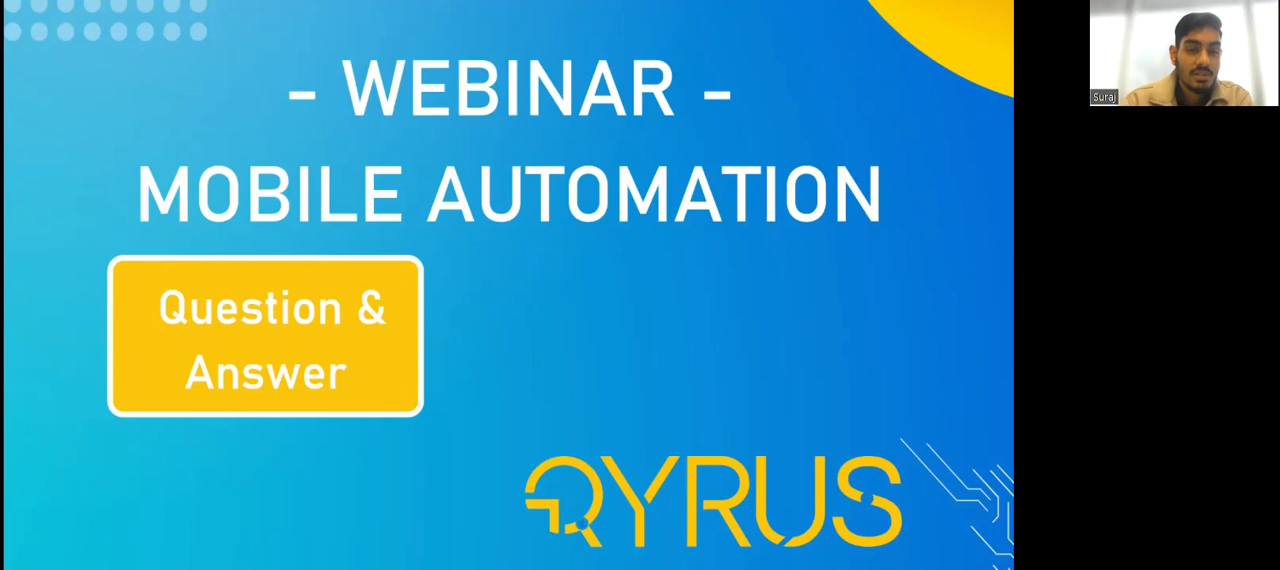 - WEBINAR -
MOBILE AUTOMATION
Question &
Answer
QYRUS
Suraj